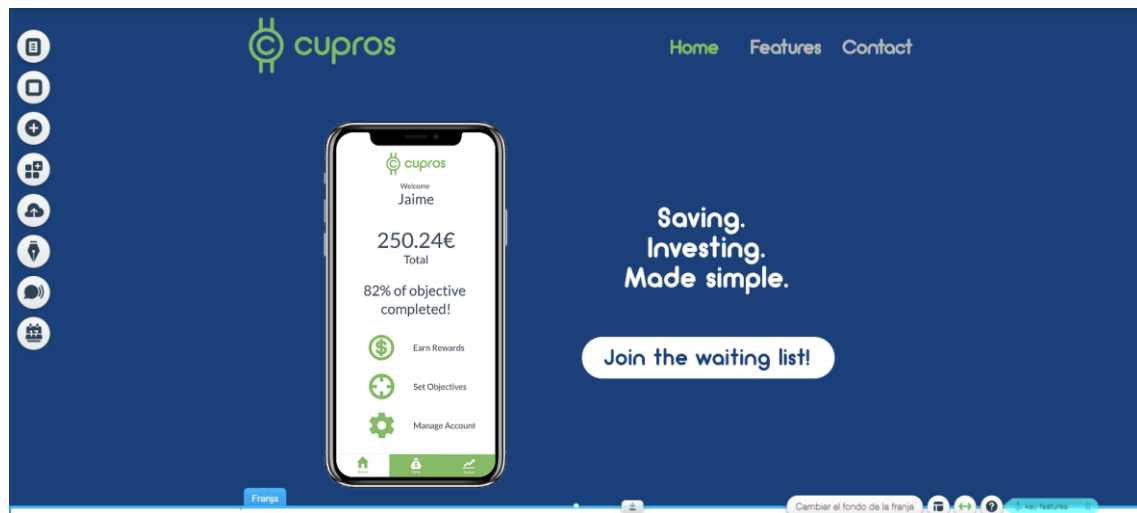 cupros
Home Features Contact
cupros
Welcome
Jaime
250.24€
Total
82% of objective
completed!
Earn Rewards
Set Objectives
Manage Account
Saving.
Investing.
Made simple.
Join the waiting list!
17
Franja
Cambiar el fondo de la franja
key features